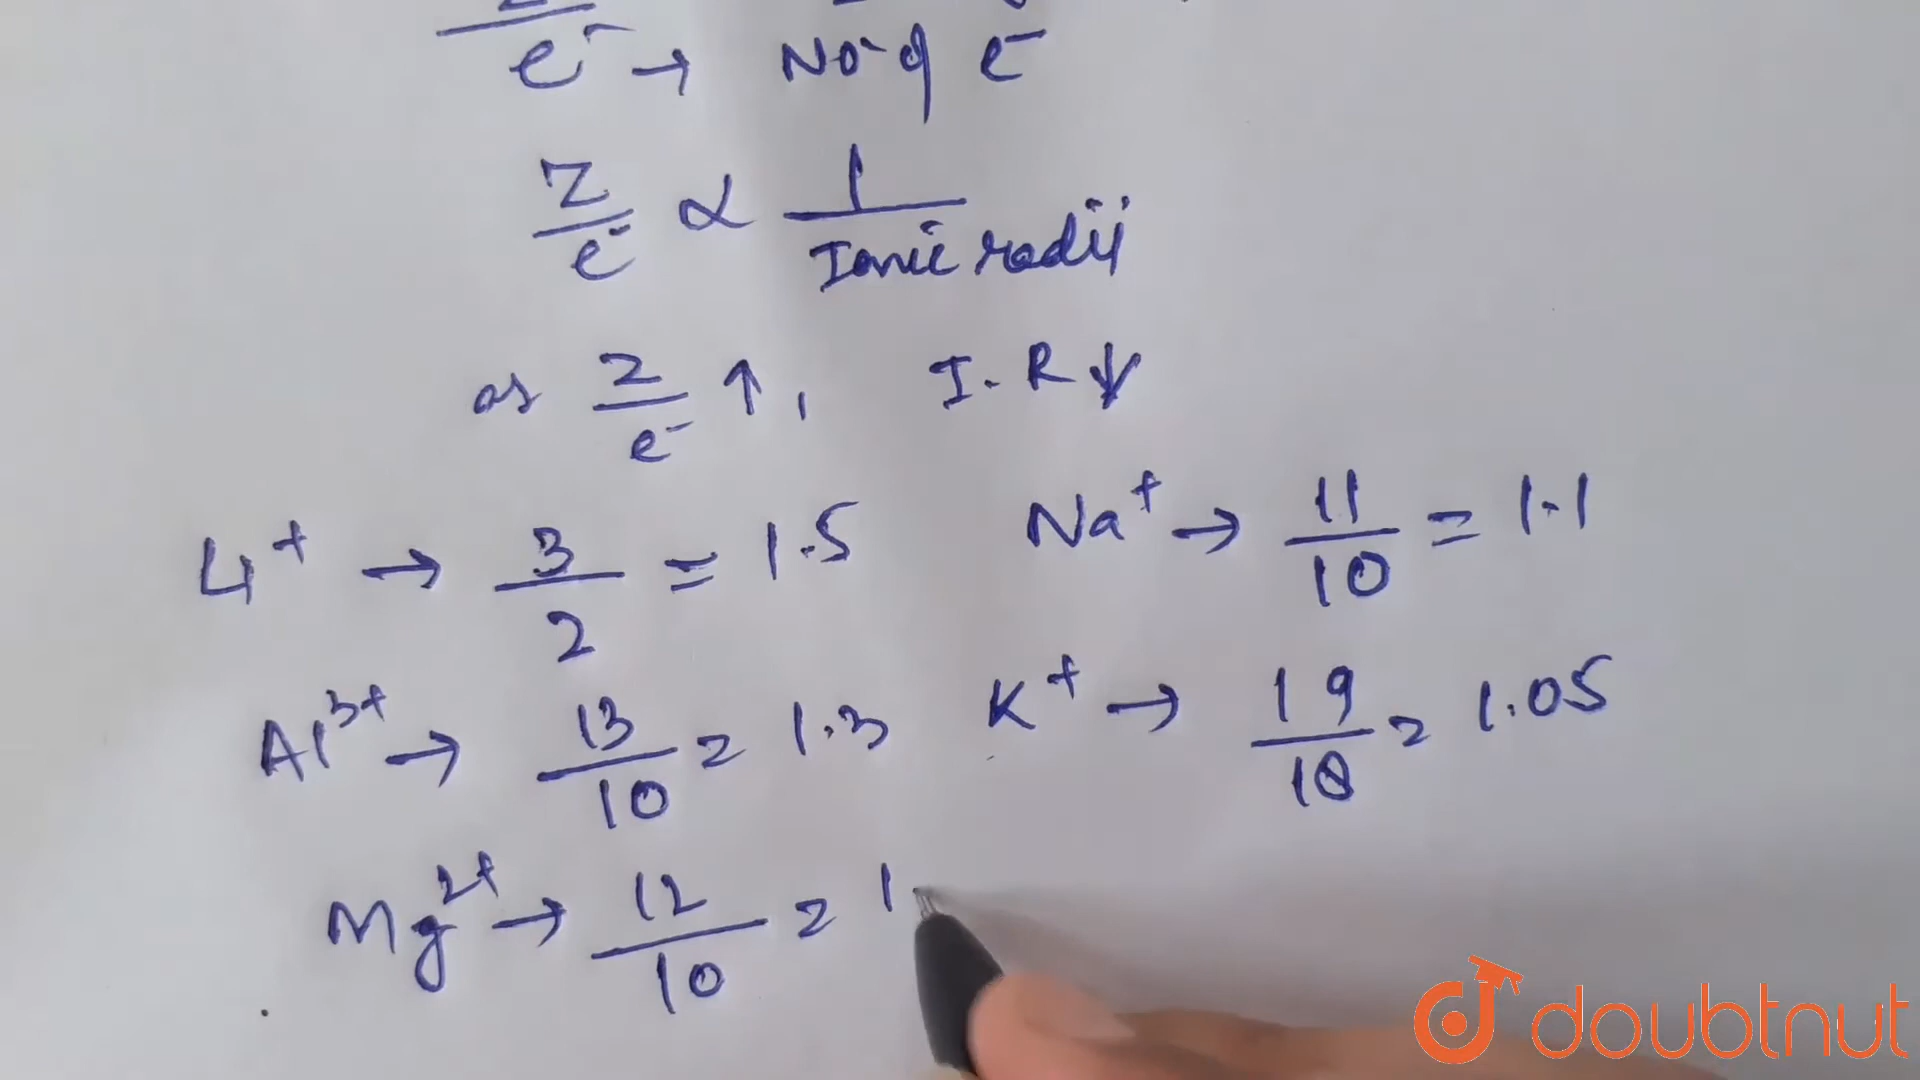 e⁻ → No. of e⁻
Z/e⁻ ∝ 1/Ionic radii
as Z/e⁻ ↑, I.R ↓
Li⁺ → 3/2 = 1.5
Na⁺ → 11/10 = 1.1
Al³⁺ → 13/10 = 1.3
K⁺ → 19/18 = 1.05
Mg²⁺ → 12/10 = 1.
doubtnut